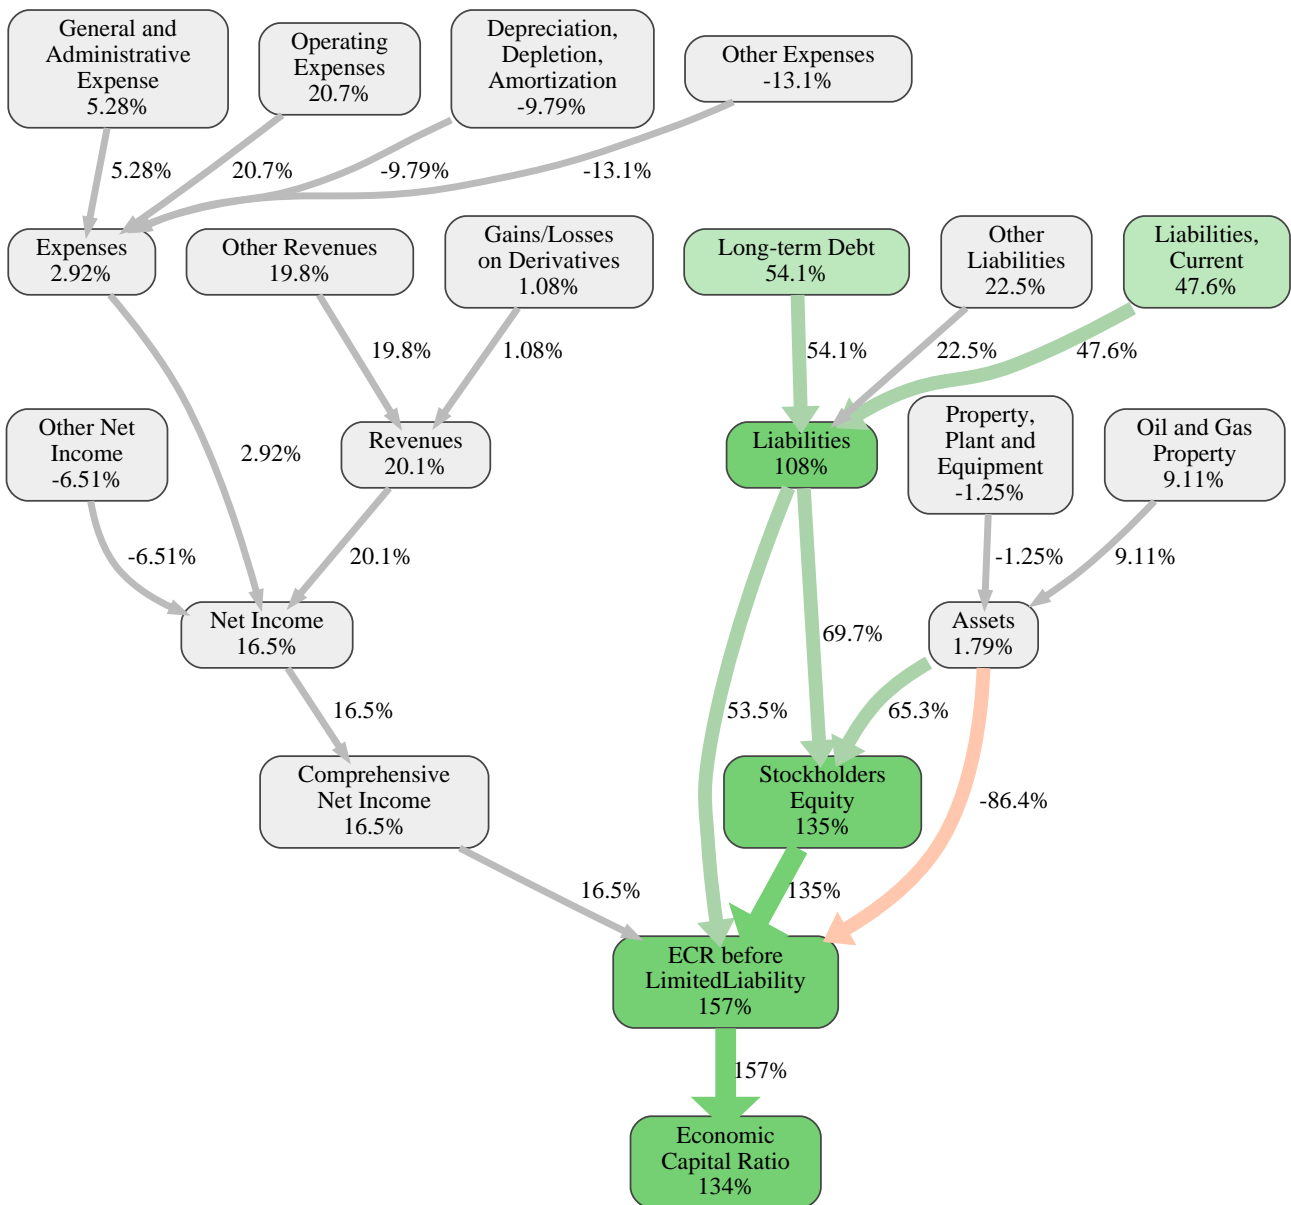 General and
Administrative
Expense
5.28%
Operating
Expenses
20.7%
Depreciation,
Depletion,
Amortization
-9.79%
Other Expenses
-13.1%
5.28%
20.7%
-9.79%
-13.1%
Expenses
2.92%
Other Revenues
19.8%
Gains/Losses
on Derivatives
1.08%
Long-term Debt
54.1%
Other
Liabilities
22.5%
Liabilities,
Current
47.6%
19.8%
1.08%
54.1%
22.5%
47.6%
Other Net
Income
-6.51%
2.92%
Revenues
20.1%
Liabilities
108%
Property,
Plant and
Equipment
-1.25%
Oil and Gas
Property
9.11%
-6.51%
20.1%
-1.25%
9.11%
Net Income
16.5%
69.7%
Assets
1.79%
16.5%
53.5%
65.3%
Comprehensive
Net Income
16.5%
Stockholders
Equity
135%
-86.4%
16.5%
135%
ECR before
LimitedLiability
157%
157%
Economic
Capital Ratio
134%